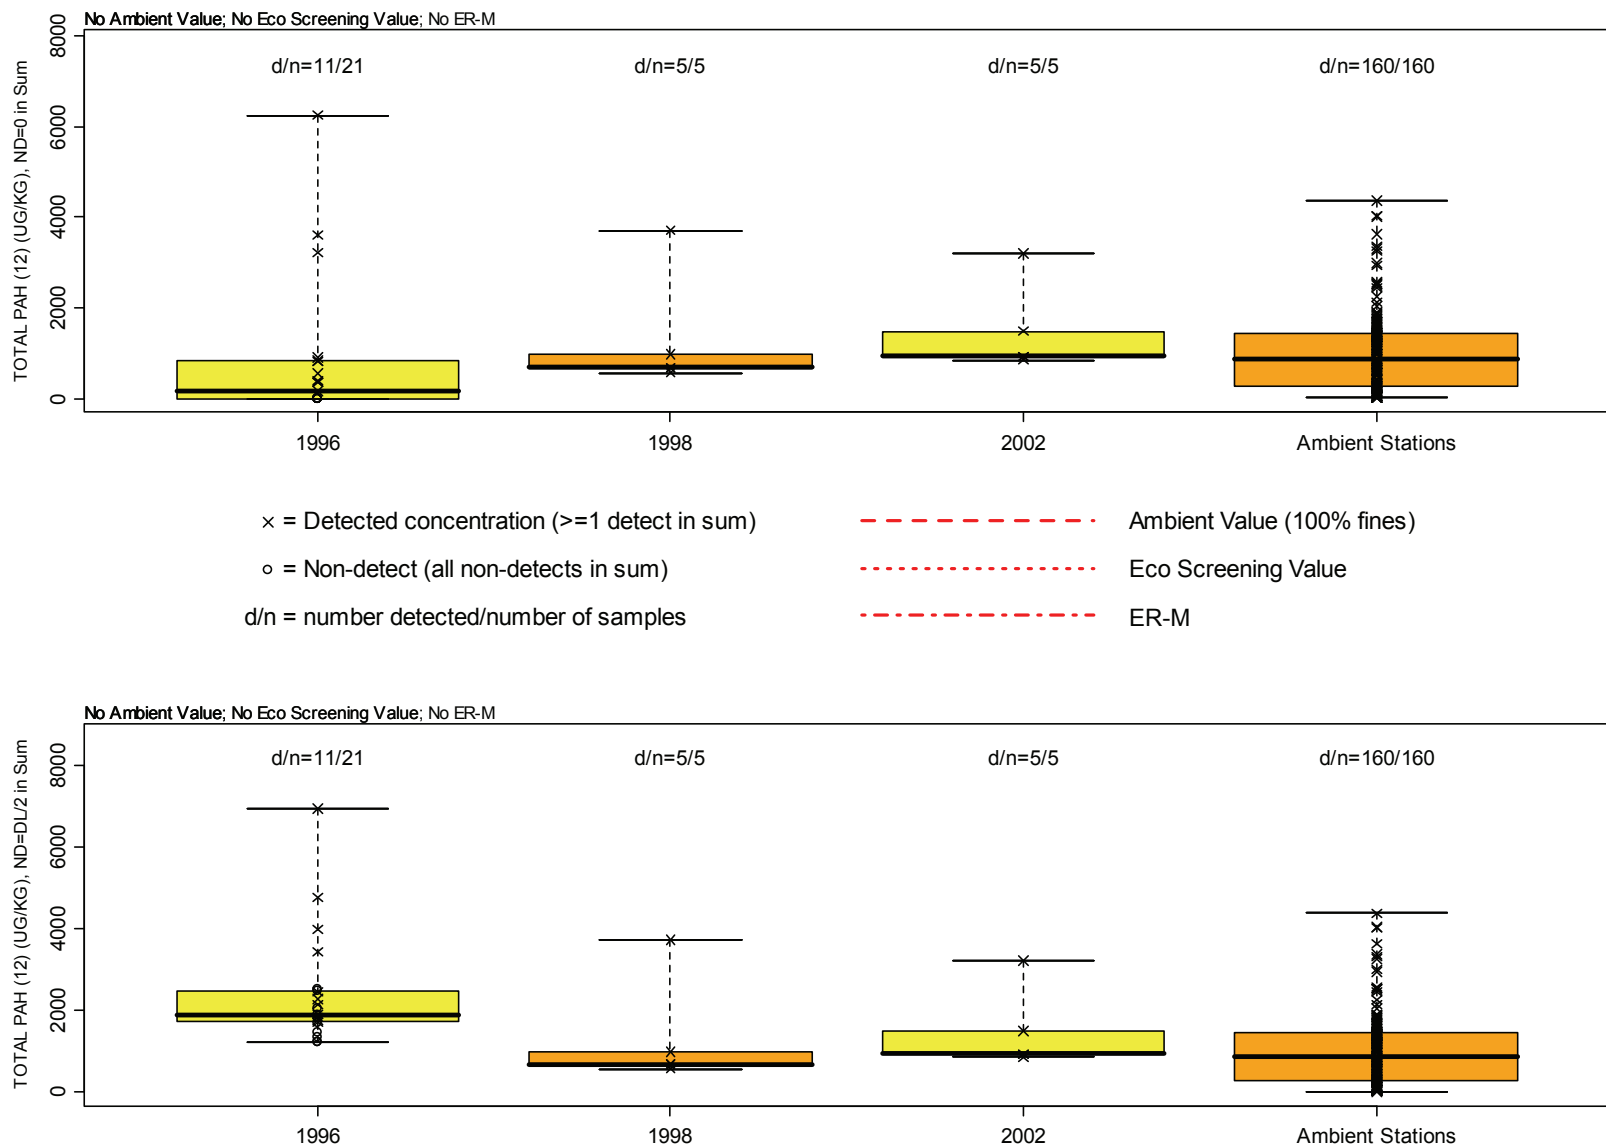 No Ambient Value; No Eco Screening Value; No ER-M
TOTAL PAH (12) (UG/KG), ND=0 in Sum
8000
6000
4000
2000
0
d/n=11/21
d/n=5/5
d/n=5/5
d/n=160/160
1996
1998
2002
Ambient Stations
× = Detected concentration (>=1 detect in sum)
o = Non-detect (all non-detects in sum)
d/n = number detected/number of samples
Ambient Value (100% fines)
Eco Screening Value
ER-M
No Ambient Value; No Eco Screening Value; No ER-M
TOTAL PAH (12) (UG/KG), ND=DL/2 in Sum
8000
6000
4000
2000
0
d/n=11/21
d/n=5/5
d/n=5/5
d/n=160/160
1996
1998
2002
Ambient Stations